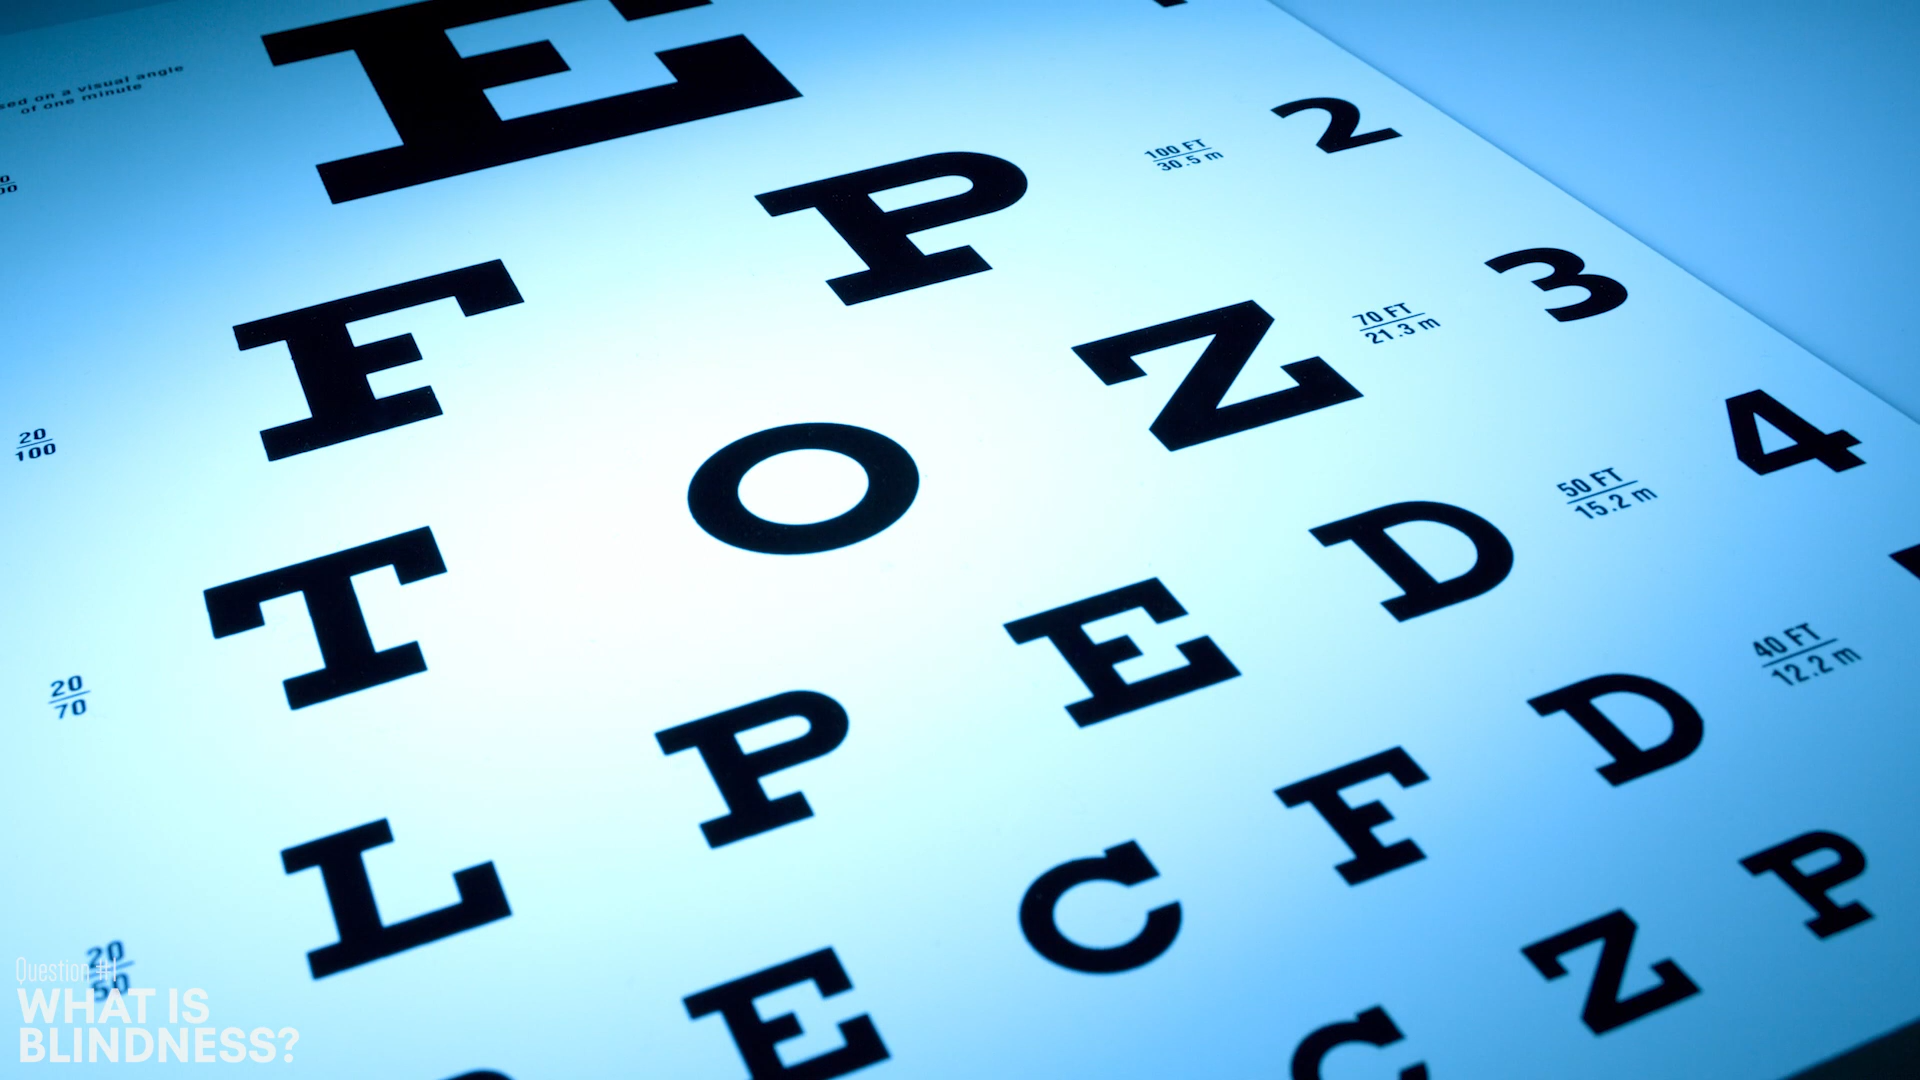 sed on a visual angle
of one minute
E
F P
100 FT
30.5 m
2
20
100
T O Z
70 FT
21.3 m
3
20
70
L P E D
50 FT
15.2 m
4
20
50
E C F D
40 FT
12.2 m
C Z P
Question #1
WHAT IS
BLINDNESS?